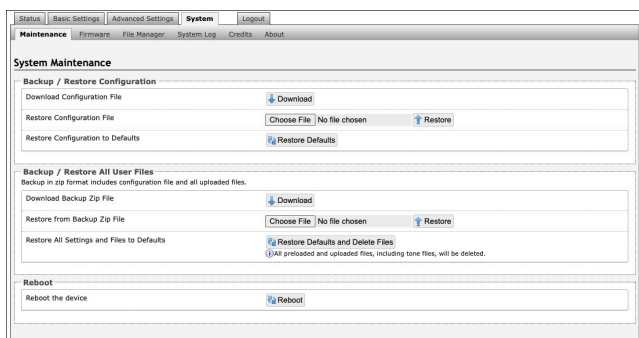 Status Basic Settings Advanced Settings System Logout
Maintenance Firmware File Manager System Log Credits About
System Maintenance
Backup / Restore Configuration
Download Configuration File Download
Restore Configuration File Choose File No file chosen Restore
Restore Configuration to Defaults Restore Defaults
Backup / Restore All User Files
Backup in zip format includes configuration file and all uploaded files.
Download Backup Zip File Download
Restore from Backup Zip File Choose File No file chosen Restore
Restore All Settings and Files to Defaults Restore Defaults and Delete Files
All preloaded and uploaded files, including tone files, will be deleted.
Reboot
Reboot the device Reboot